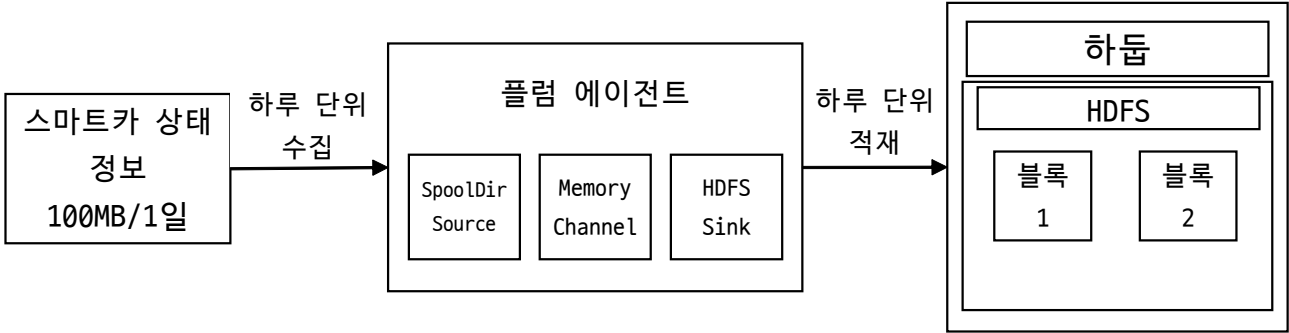 스마트카 상태
정보
100MB/1일
하루 단위
수집
플럼 에이전트
SpoolDir
Source
Memory
Channel
HDFS
Sink
하루 단위
적재
하둡
HDFS
블록
1
블록
2